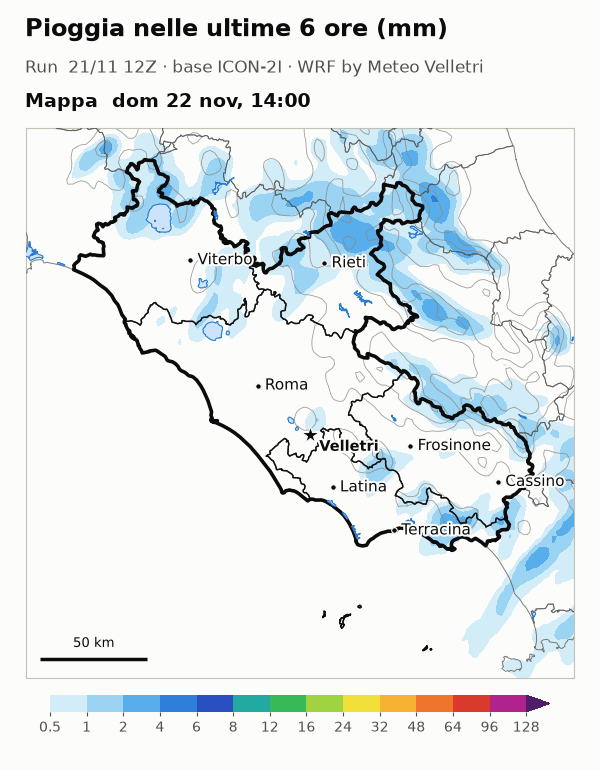 Pioggia nelle ultime 6 ore (mm)
Run 21/11 12Z · base ICON-2I · WRF by Meteo Velletri
Mappa dom 22 nov, 14:00
Viterbo
Rieti
Roma
Velletri
Frosinone
Latina
Cassino
Terracina
50 km
0.5 1 2 4 6 8 12 16 24 32 48 64 96 128